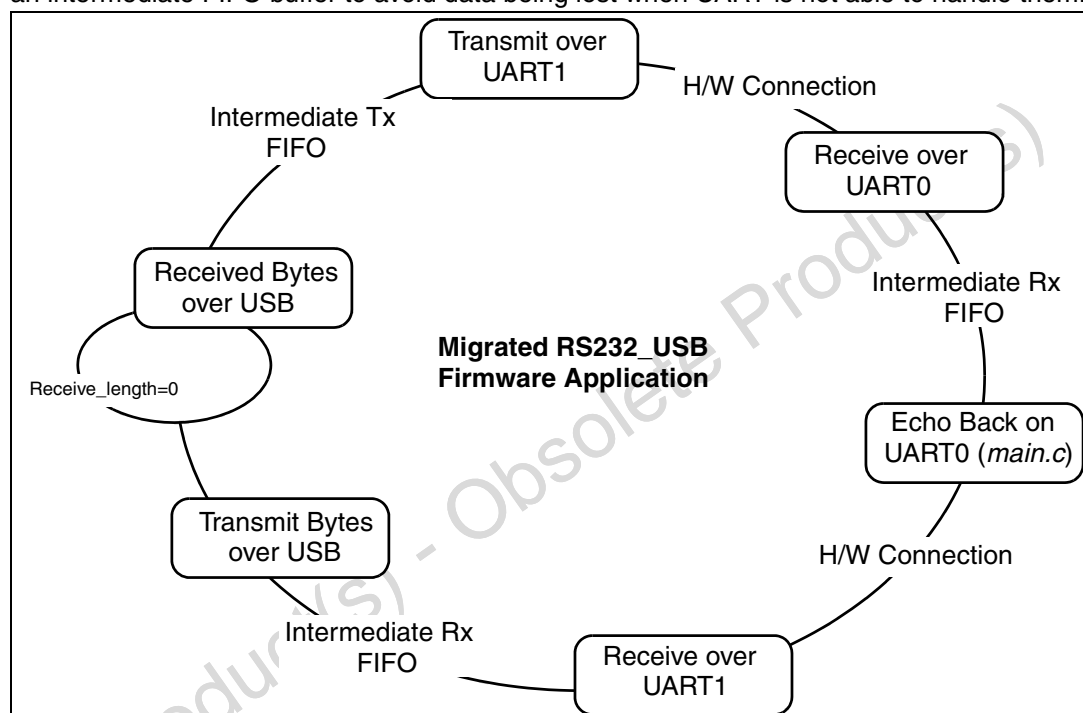 an intermediate FIFO buffer to avoid data being lost when UART is not able to handle them.
Transmit over
UART1
H/W Connection
Intermediate Tx
FIFO
Receive over
UART0
Received Bytes
over USB
Intermediate Rx
FIFO
Migrated RS232_USB
Firmware Application
Receive_length=0
Echo Back on
UART0 (main.c)
Transmit Bytes
over USB
H/W Connection
Intermediate Rx
FIFO
Receive over
UART1
Product(s) - Obsolete Product(s)